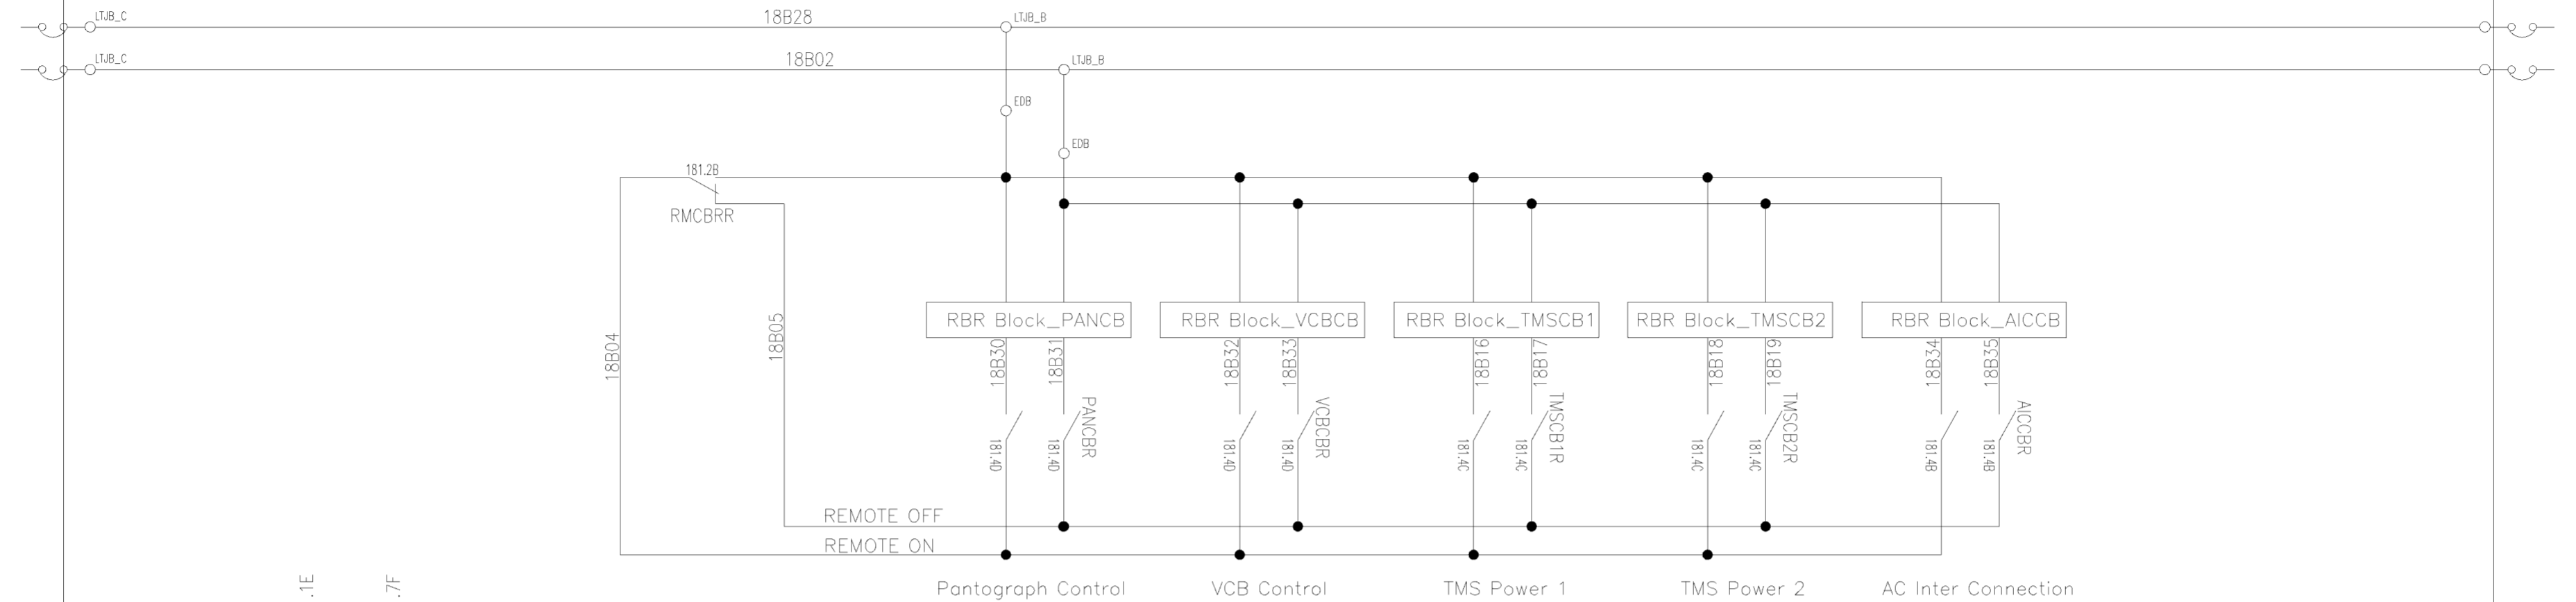 LTJB_C
18B28
LTJB_B
LTJB_C
18B02
LTJB_B
EDB
EDB
181.2B
RMCBRR
18B04
18B05
RBR Block_PANCB
RBR Block_VCBCB
RBR Block_TMSCB1
RBR Block_TMSCB2
RBR Block_AICCB
18B30
18B31
18B32
18B33
18B16
18B17
18B18
18B19
18B34
18B35
PANCBR
VCBCBR
TMSCB1R
TMSCB2R
AICCBR
181.4D
181.4D
181.4D
181.4D
181.4C
181.4C
181.4C
181.4C
181.4B
181.4B
REMOTE OFF
REMOTE ON
.1E
.7F
Pantograph Control
VCB Control
TMS Power 1
TMS Power 2
AC Inter Connection